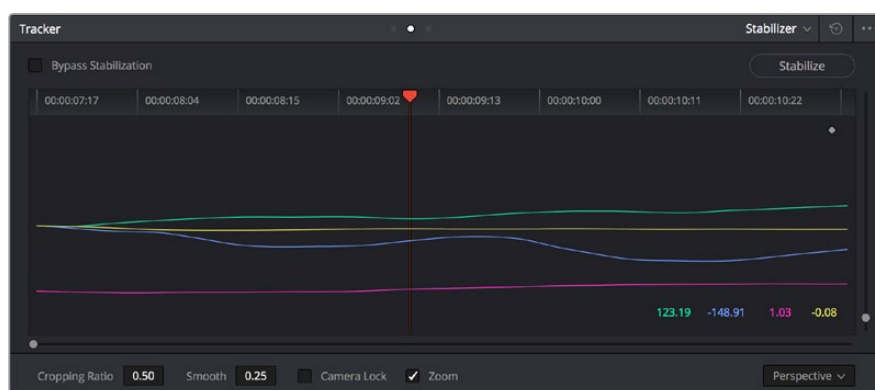 Tracker Stabilizer
Bypass Stabilization Stabilize
00:00:07:17 00:00:08:04 00:00:08:15 00:00:09:02 00:00:09:13 00:00:10:00 00:00:10:11 00:00:10:22
123.19 -148.91 1.03 -0.08
Cropping Ratio 0.50 Smooth 0.25 Camera Lock Zoom Perspective